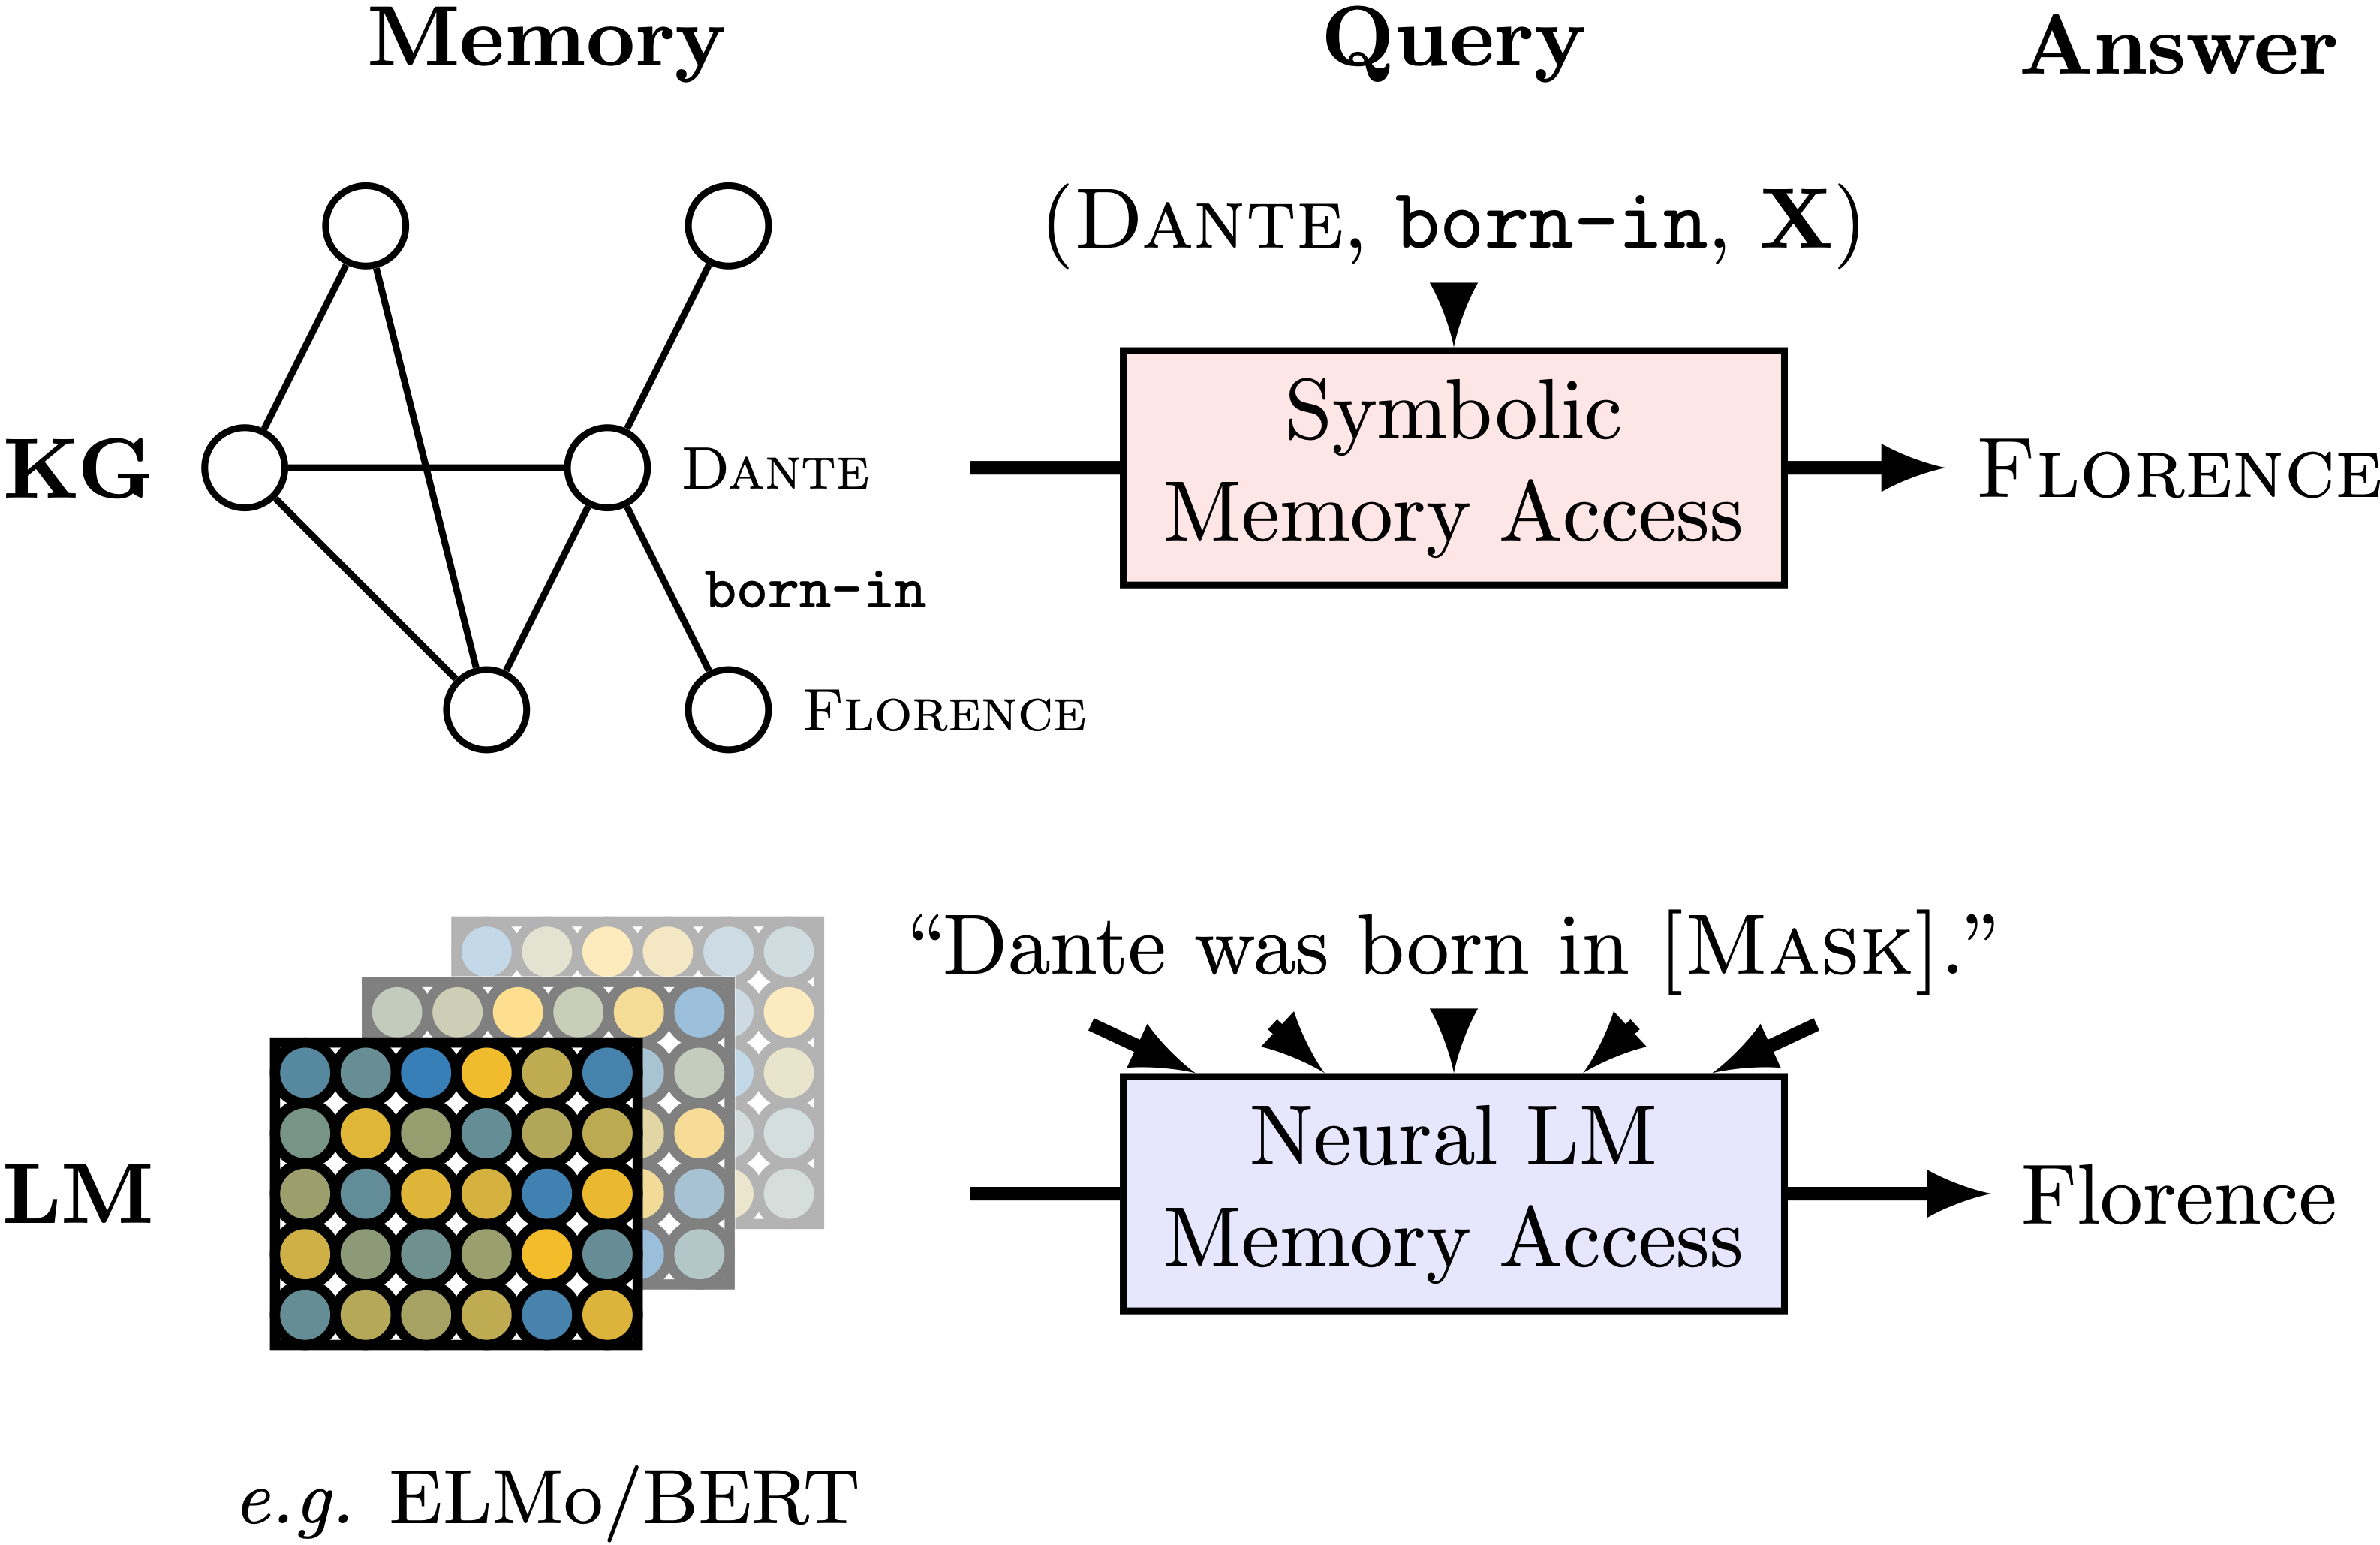 Memory Query Answer
(Dante, born-in, X)
KG
Dante
born-in
Florence
Symbolic
Memory Access
Florence
“Dante was born in [Mask].”
LM
Neural LM
Memory Access
Florence
e.g. ELMo/BERT